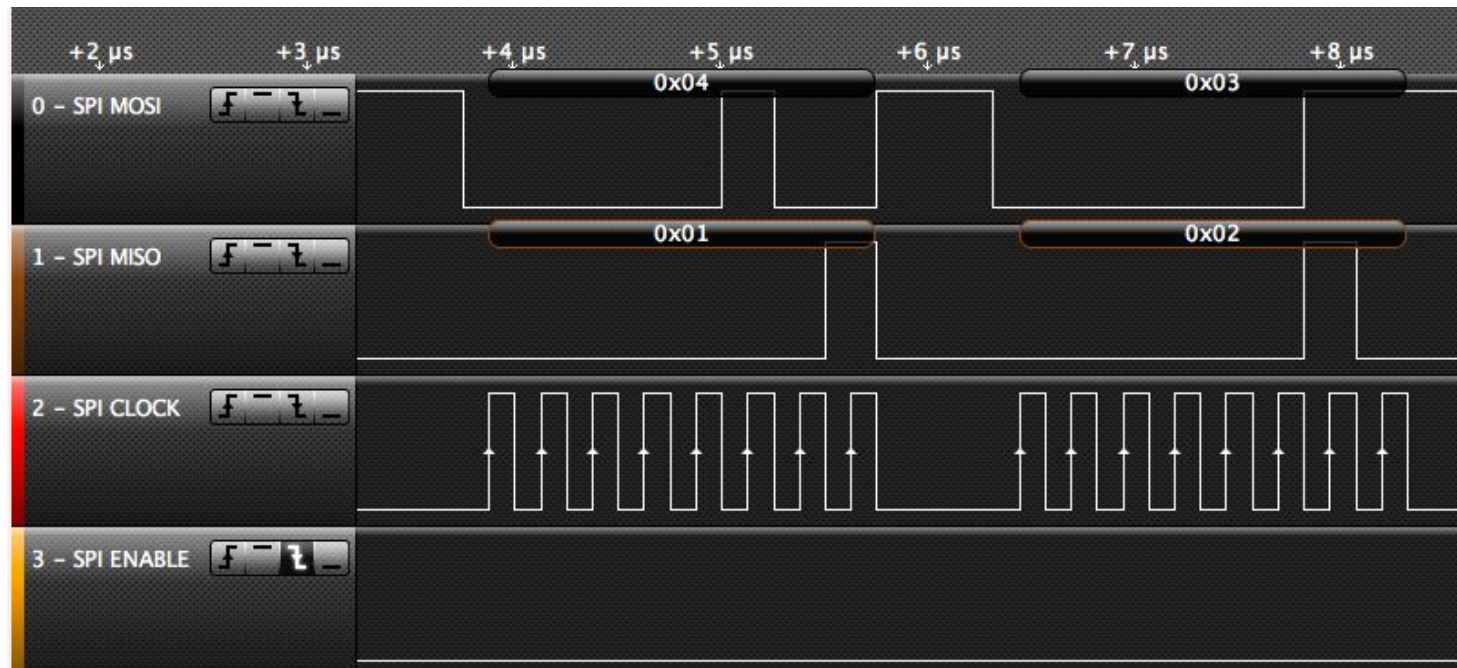 +2 µs +3 µs +4 µs +5 µs +6 µs +7 µs +8 µs
0x04 0x03
0 – SPI MOSI
0x01 0x02
1 – SPI MISO
2 – SPI CLOCK
3 – SPI ENABLE